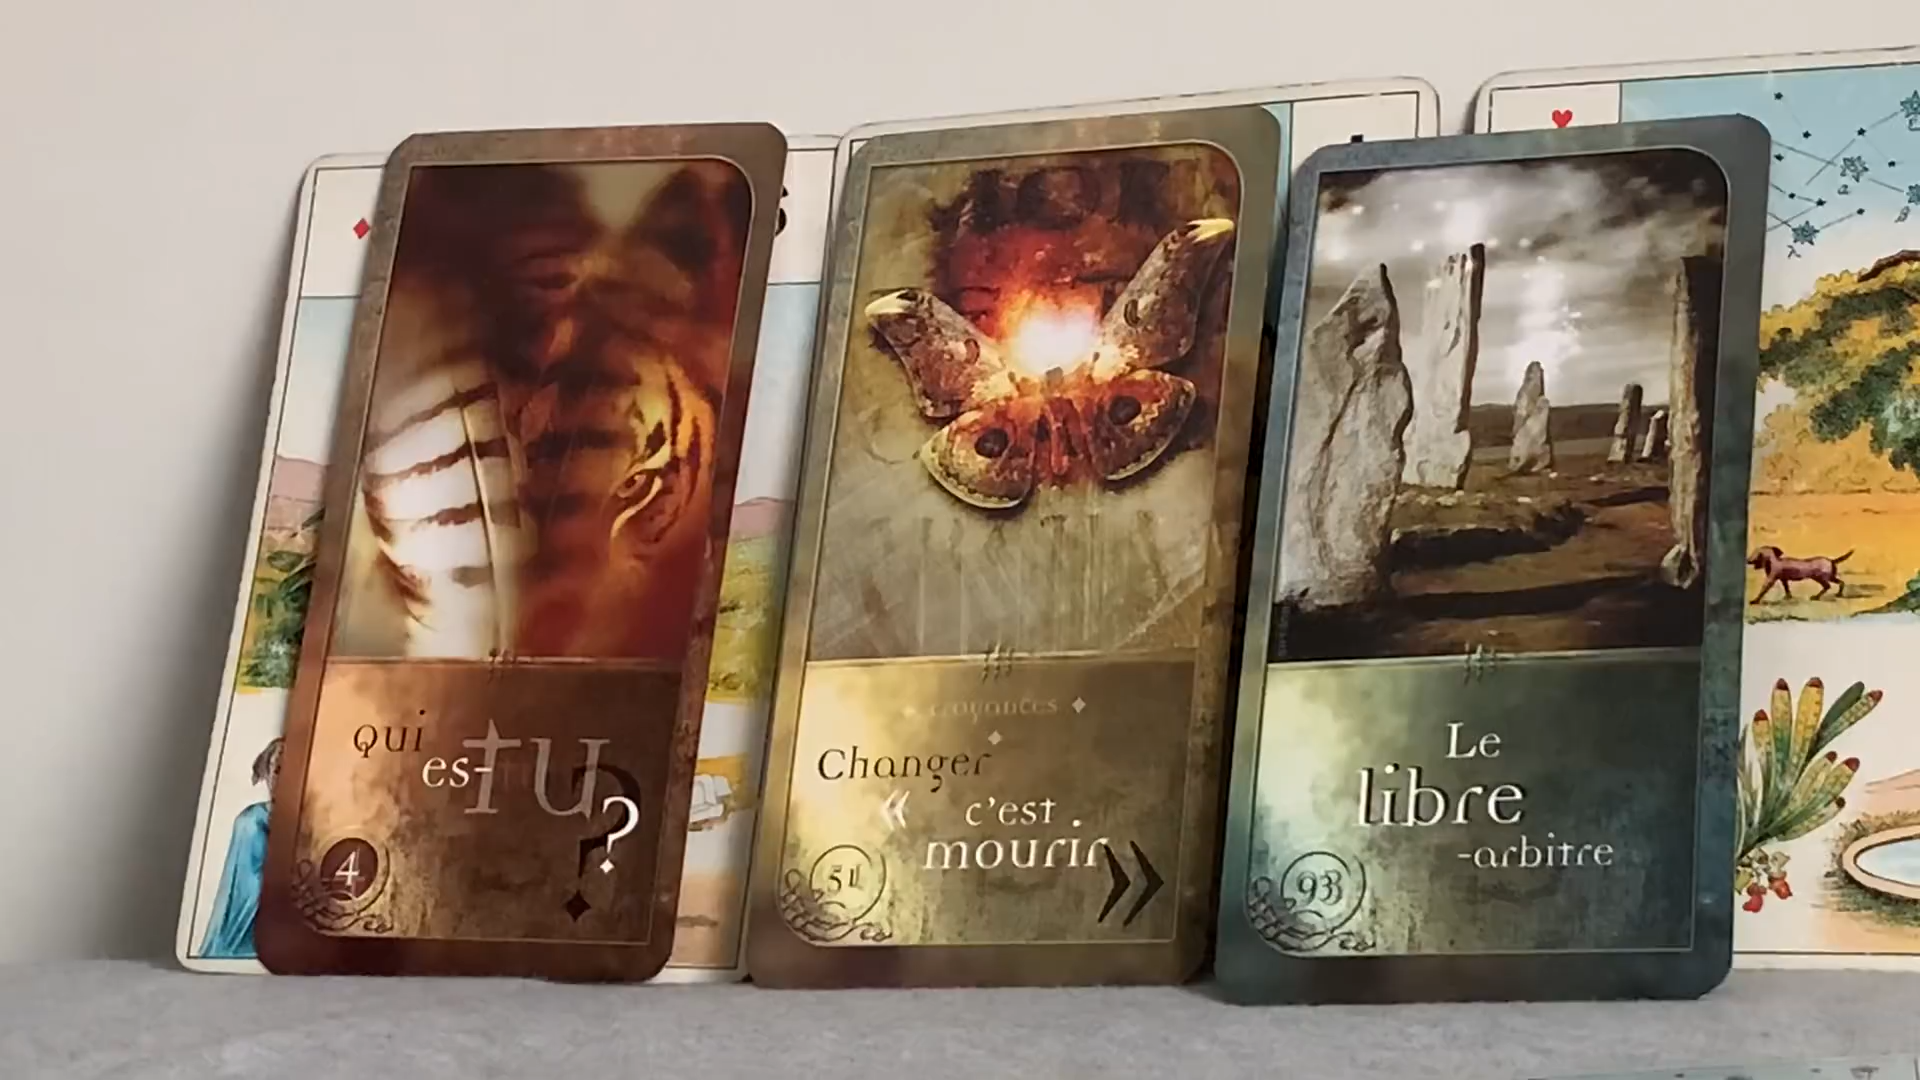 qui
es-tu
?
4
croyances
Changer
« c'est
mourir »
51
Le
libre
-arbitre
93